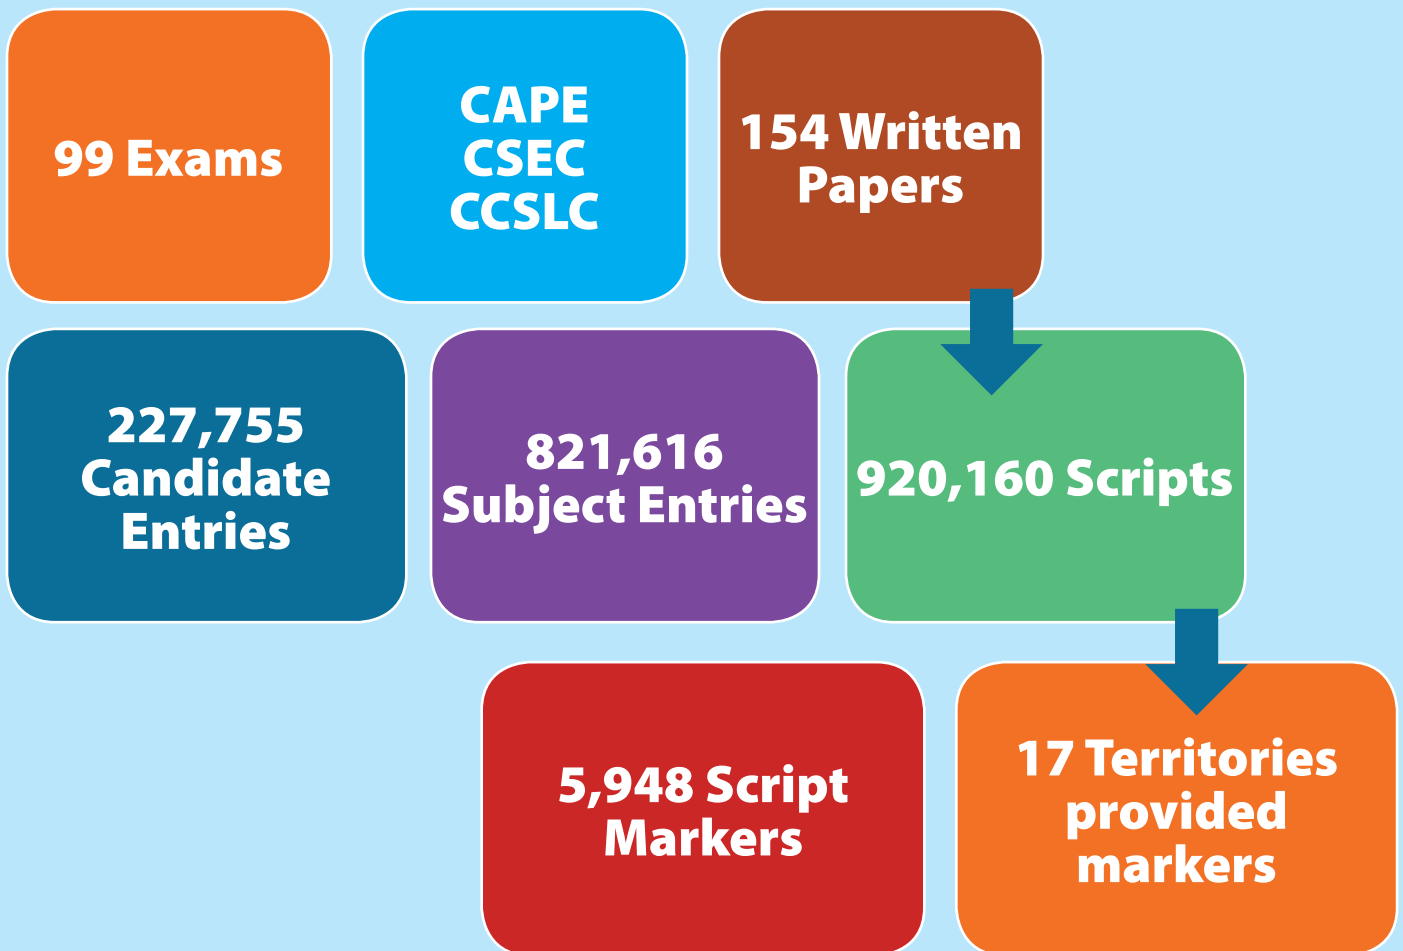 99 Exams
CAPE
CSEC
CCSLC
154 Written
Papers
227,755
Candidate
Entries
821,616
Subject Entries
920,160 Scripts
5,948 Script
Markers
17 Territories
provided
markers